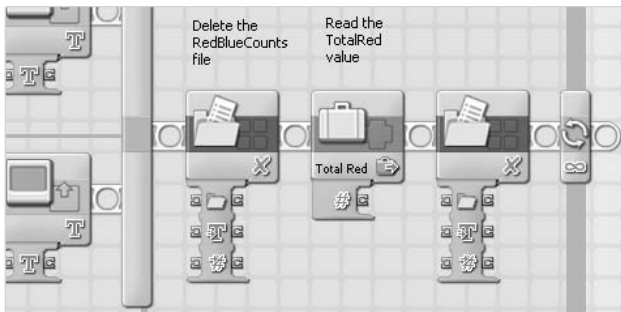 Delete the
RedBlueCounts
file
Read the
TotalRed
value
T
T
Total Red
#
T
T
T
#
T
#